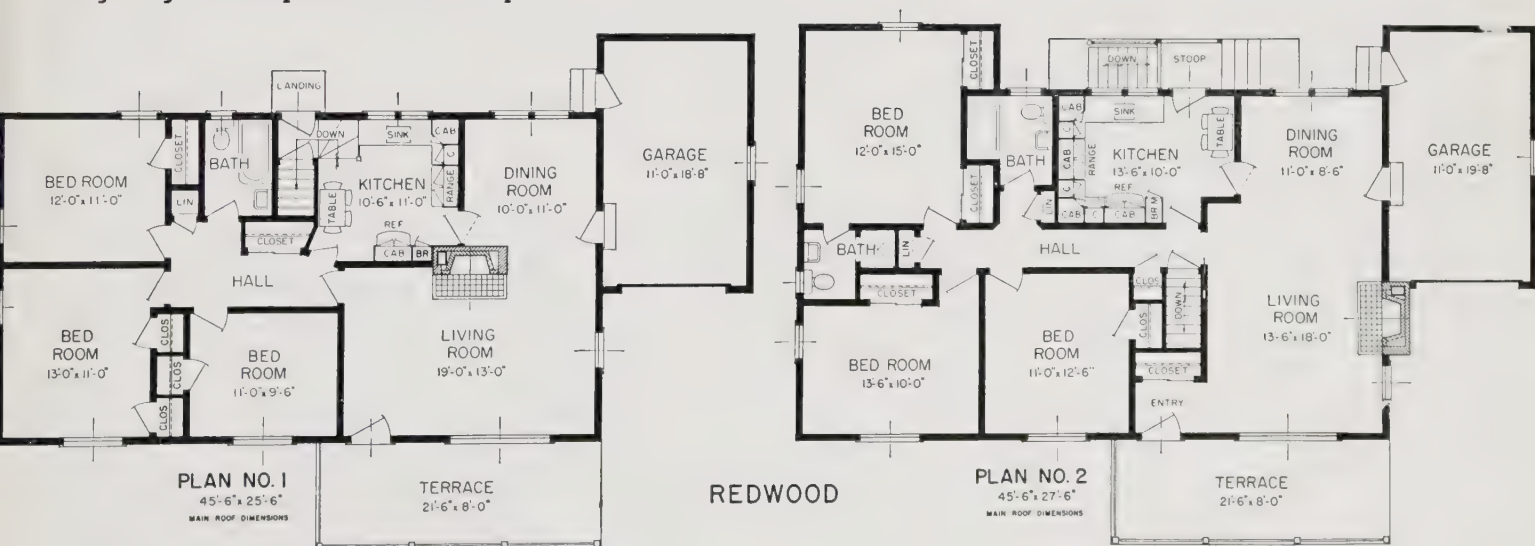 LANDING
BED ROOM
12'-0" x 11'-0"
CLOSET
BATH
LIN
DOWN
SINK
CAB
C
RANGE
TABLE
KITCHEN
10'-6" x 11'-0"
REF
CAB
BR
DINING
ROOM
10'-0" x 11'-0"
GARAGE
11'-0" x 18'-8"
CLOSET
HALL
BED
ROOM
13'-0" x 11'-0"
CLOS
CLOS
CLOS
BED
ROOM
11'-0" x 9'-6"
LIVING
ROOM
19'-0" x 13'-0"
PLAN NO. 1
45'-6" x 25'-6"
MAIN ROOF DIMENSIONS
TERRACE
21'-6" x 8'-0"
REDWOOD
BED
ROOM
12'-0" x 15'-0"
CLOSET
CLOSET
DOWN
STOOP
BATH
LIN
CAB
C
CAB
RANGE
C
CAB
C
CAB
BR M
SINK
TABLE
KITCHEN
13'-6" x 10'-0"
REF
DINING
ROOM
11'-0" x 8'-6"
GARAGE
11'-0" x 19'-8"
BATH
LIN
HALL
CLOSET
CLOS
DOWN
CLOS
BED ROOM
13'-6" x 10'-0"
BED
ROOM
11'-0" x 12'-6"
CLOSET
ENTRY
LIVING
ROOM
13'-6" x 18'-0"
PLAN NO. 2
45'-6" x 27'-6"
MAIN ROOF DIMENSIONS
TERRACE
21'-6" x 8'-0"